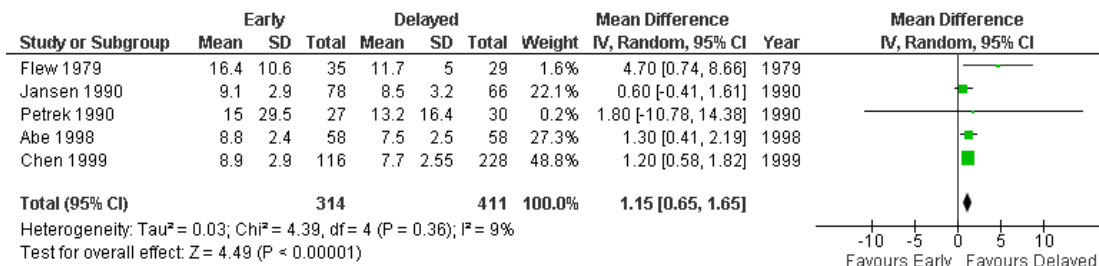 Early Delayed Mean Difference Mean Difference
Study or Subgroup Mean SD Total Mean SD Total Weight IV, Random, 95% CI Year IV, Random, 95% CI
Flew 1979 16.4 10.6 35 11.7 5 29 1.6% 4.70 [0.74, 8.66] 1979
Jansen 1990 9.1 2.9 78 8.5 3.2 66 22.1% 0.60 [-0.41, 1.61] 1990
Petrek 1990 15 29.5 27 13.2 16.4 30 0.2% 1.80 [-10.78, 14.38] 1990
Abe 1998 8.8 2.4 58 7.5 2.5 58 27.3% 1.30 [0.41, 2.19] 1998
Chen 1999 8.9 2.9 116 7.7 2.55 228 48.8% 1.20 [0.58, 1.82] 1999
Total (95% CI) 314 411 100.0% 1.15 [0.65, 1.65]
Heterogeneity: Tau² = 0.03; Chi² = 4.39, df = 4 (P = 0.36); I² = 9%
Test for overall effect: Z = 4.49 (P < 0.00001)
-10 -5 0 5 10
Favours Early Favours Delayed